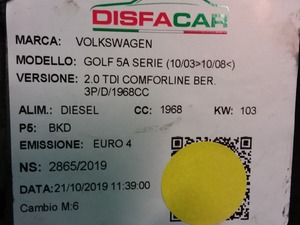 DISFACAR
MARCA: VOLKSWAGEN
MODELLO: GOLF 5A SERIE (10/03>10/08<)
VERSIONE: 2.0 TDI COMFORLINE BER.
3P/D/1968CC
ALIM.: DIESEL CC: 1968 KW: 103
P5: BKD
EMISSIONE: EURO 4
NS: 2865/2019
DATA:21/10/2019 11:39:00
Cambio M:6